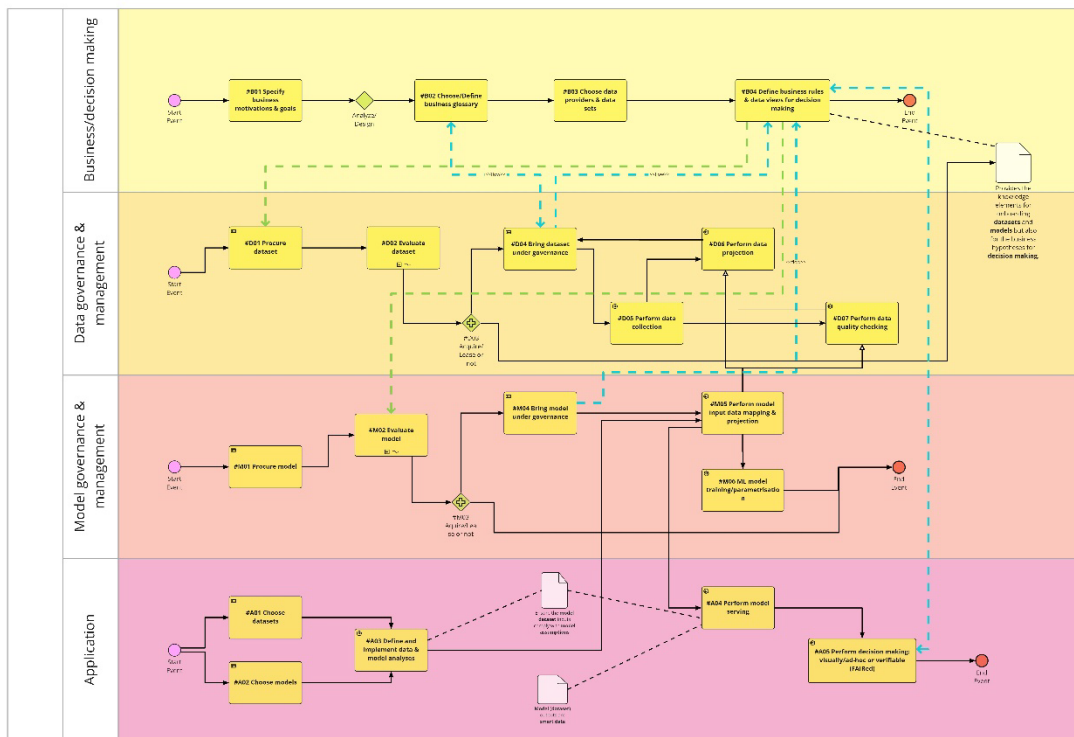 Business/decision making
Start
Event
#B01 Specify
business
motivations & goals
Analyze/
Design
#B02 Choose/Define
business glossary
#B03 Choose data
providers & data
sets
#B04 Define business rules
& data views for decision
making
End
Event
Provides the
knowledge
elements for
onboarding
datasets and
models but also
for the business
hypotheses for
decision making.
Data governance &
management
Start
Event
#D01 Procure
dataset
#D02 Evaluate
dataset
Acquire/
Lease or
not
#D04 Bring dataset
under governance
#D05 Perform data
collection
#D06 Perform data
projection
#D07 Perform data
quality checking
Model governance &
management
Start
Event
#M01 Procure model
#M02 Evaluate
model
#M03
#M04 Bring model
under governance
#M05 Perform model
input data mapping &
projection
#M06 ML model
training/parametrisatio
n
End
Event
Application
Start
Event
#A01 Choose
datasets
#A02 Choose models
#A03 Define and
implement data &
model analyses
#A04 Perform model
serving
#A05 Perform decision making:
visually/ad-hoc or verifiable
(FAIRed)
End
Event